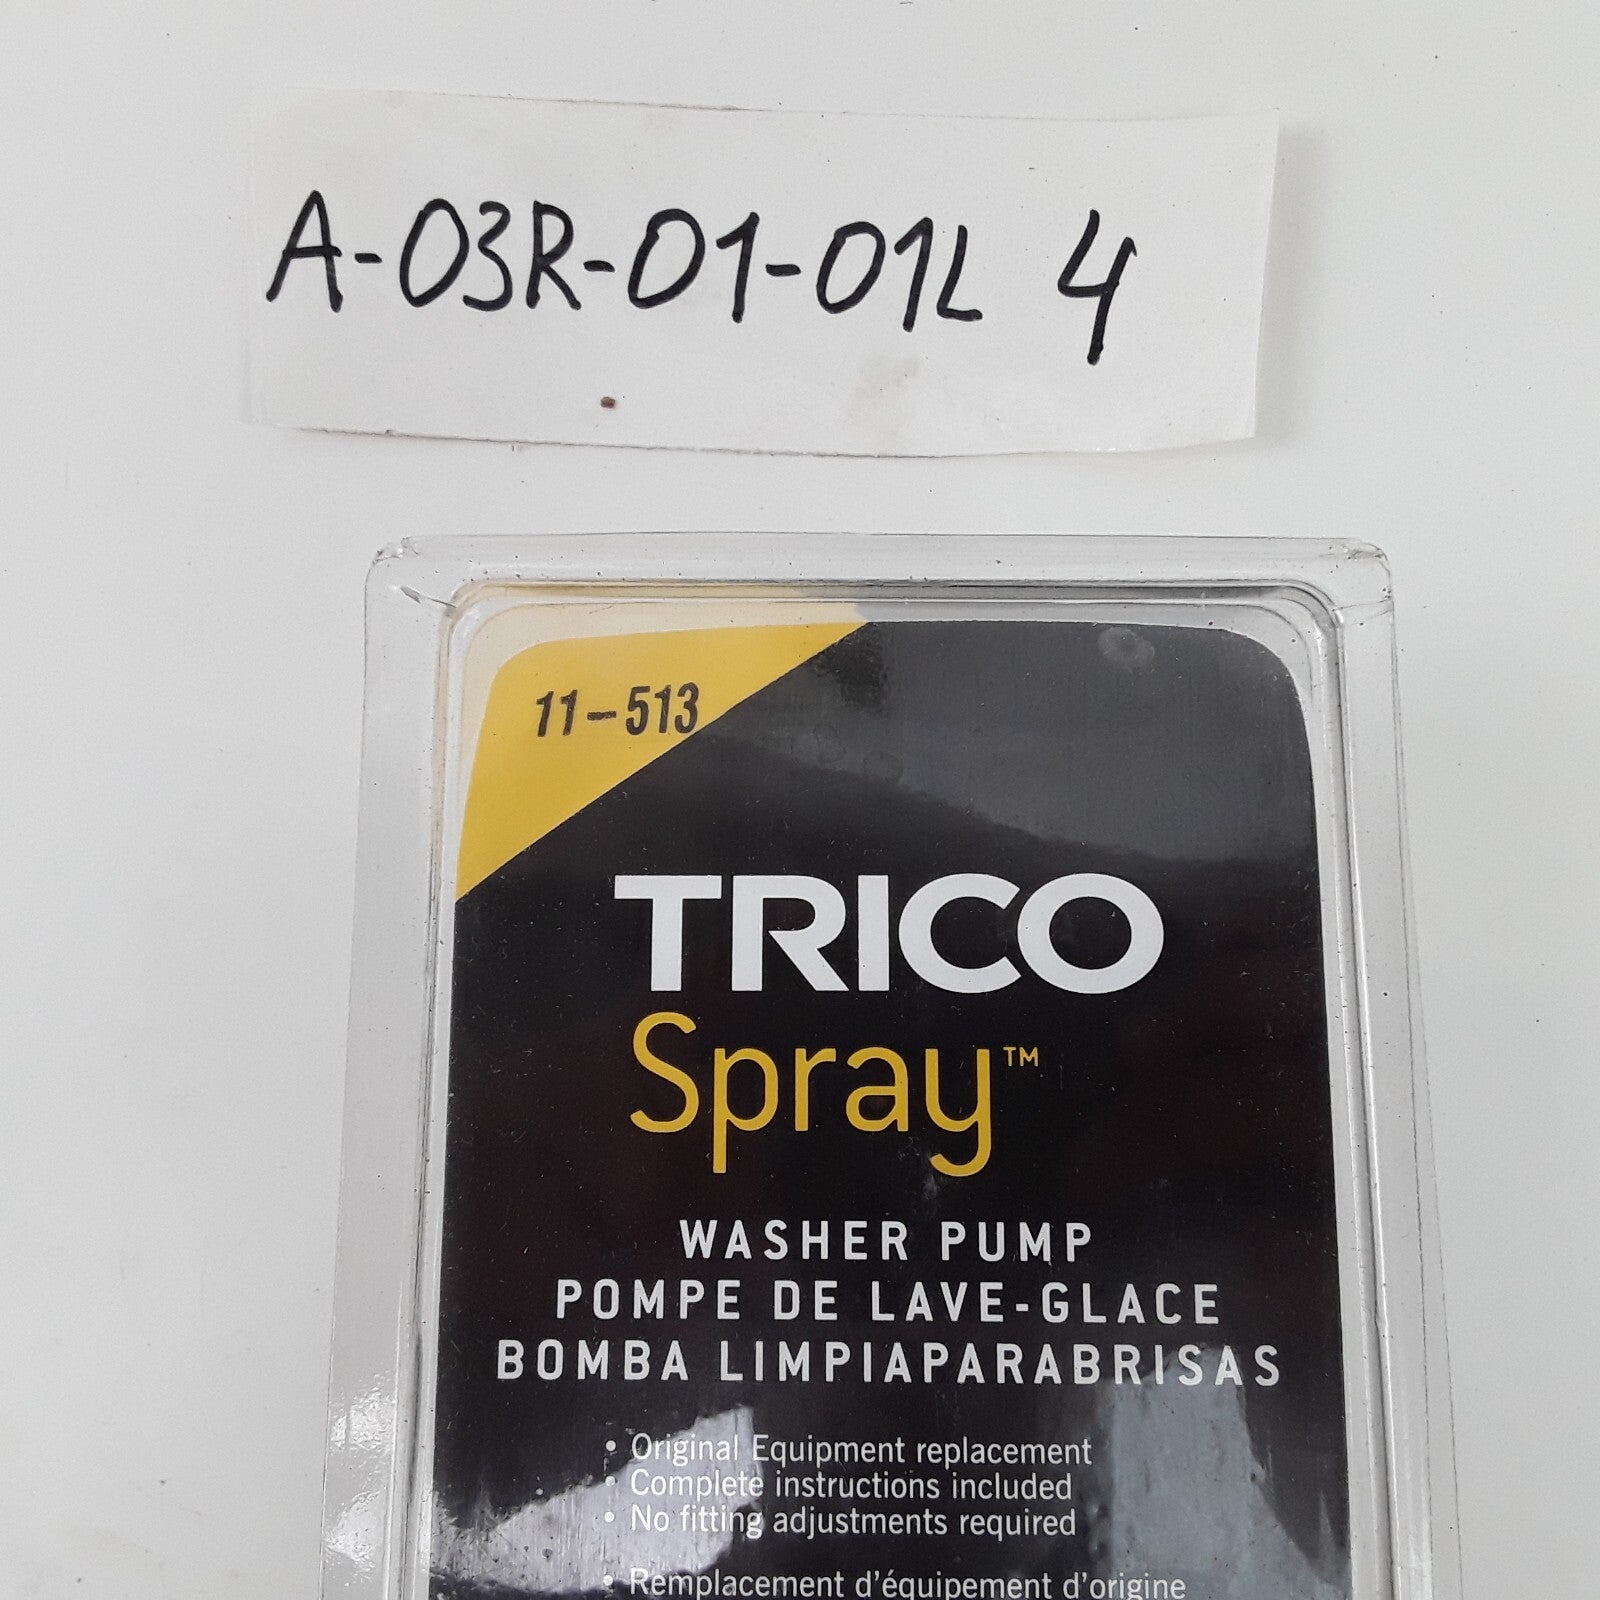 A-03R-01-01L 4
11-513
TRICO
Spray™
WASHER PUMP
POMPE DE LAVE-GLACE
BOMBA LIMPIAPARABRISAS
• Original Equipment replacement
• Complete instructions included
• No fitting adjustments required
• Remplacement d'équipement d'origine